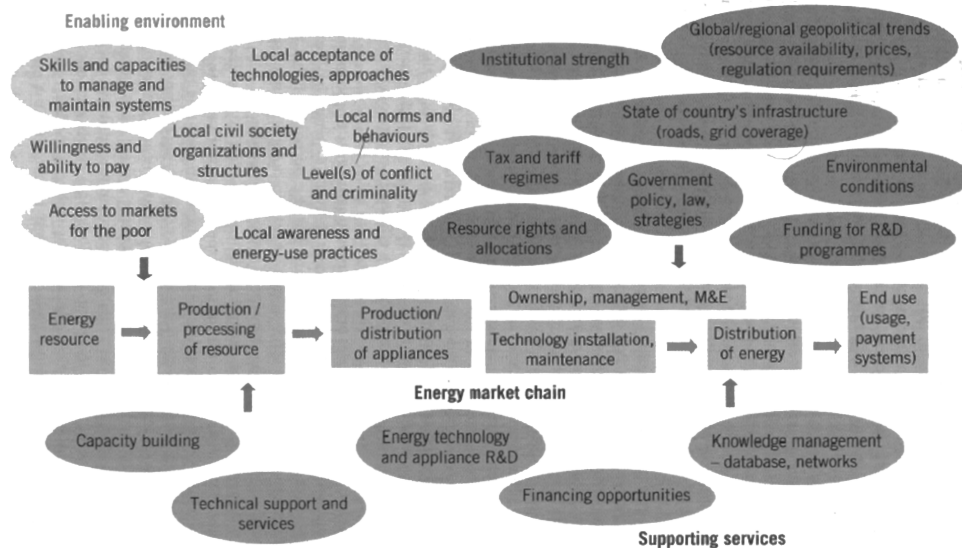 Enabling environment
Skills and capacities
to manage and
maintain systems
Local acceptance of
technologies, approaches
Institutional strength
Global/regional geopolitical trends
(resource availability, prices,
regulation requirements)
Willingness and
ability to pay
Local civil society
organizations and
structures
Local norms and
behaviours
Level(s) of conflict
and criminality
State of country's infrastructure
(roads, grid coverage)
Tax and tariff
regimes
Government
policy, law,
strategies
Environmental
conditions
Access to markets
for the poor
Local awareness and
energy-use practices
Resource rights and
allocations
Funding for R&D
programmes
Energy
resource
Production /
processing
of resource
Production/
distribution
of appliances
Ownership, management, M&E
Technology installation,
maintenance
Distribution
of energy
End use
(usage,
payment
systems)
Energy market chain
Capacity building
Technical support and
services
Energy technology
and appliance R&D
Financing opportunities
Knowledge management
– database, networks
Supporting services